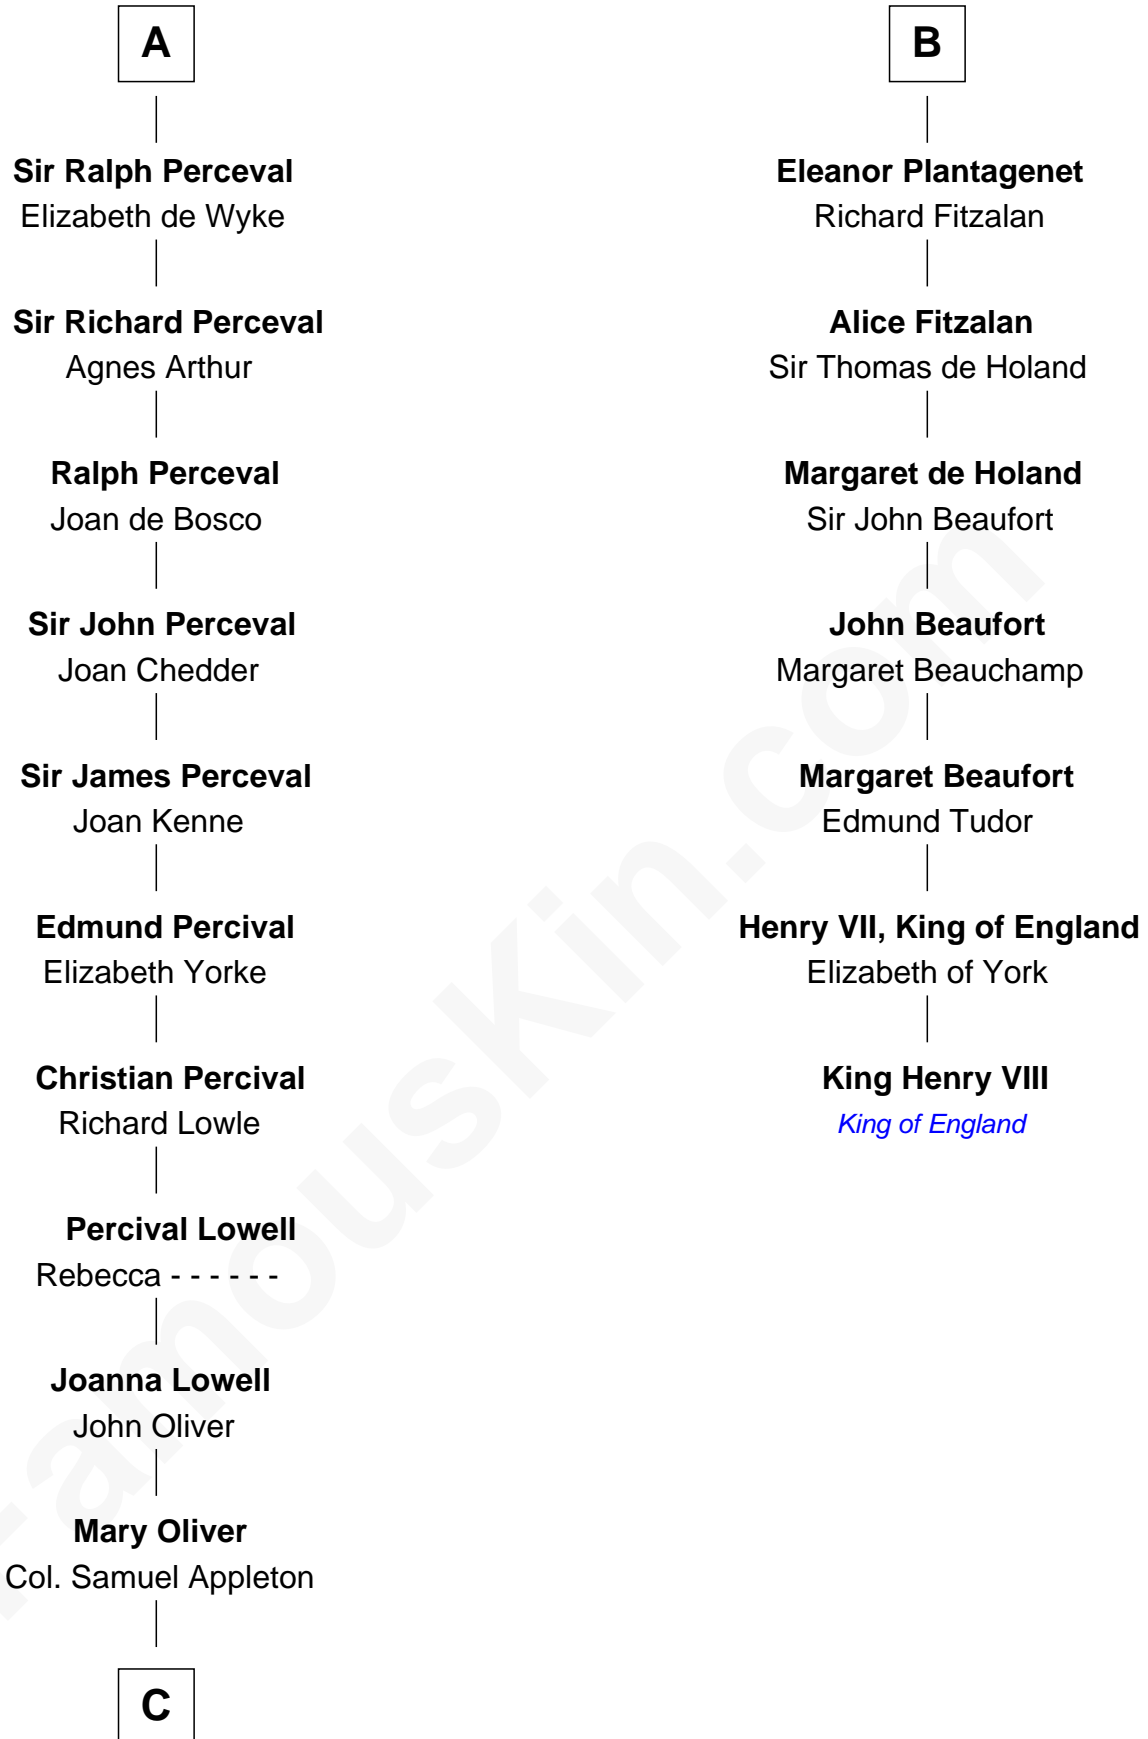 A
Sir Ralph Perceval
Elizabeth de Wyke
Sir Richard Perceval
Agnes Arthur
Ralph Perceval
Joan de Bosco
Sir John Perceval
Joan Chedder
Sir James Perceval
Joan Kenne
Edmund Percival
Elizabeth Yorke
Christian Percival
Richard Lowle
Percival Lowell
Rebecca - - - - - -
Joanna Lowell
John Oliver
Mary Oliver
Col. Samuel Appleton
C
B
Eleanor Plantagenet
Richard Fitzalan
Alice Fitzalan
Sir Thomas de Holand
Margaret de Holand
Sir John Beaufort
John Beaufort
Margaret Beauchamp
Margaret Beaufort
Edmund Tudor
Henry VII, King of England
Elizabeth of York
King Henry VIII
King of England
FamousKin.com